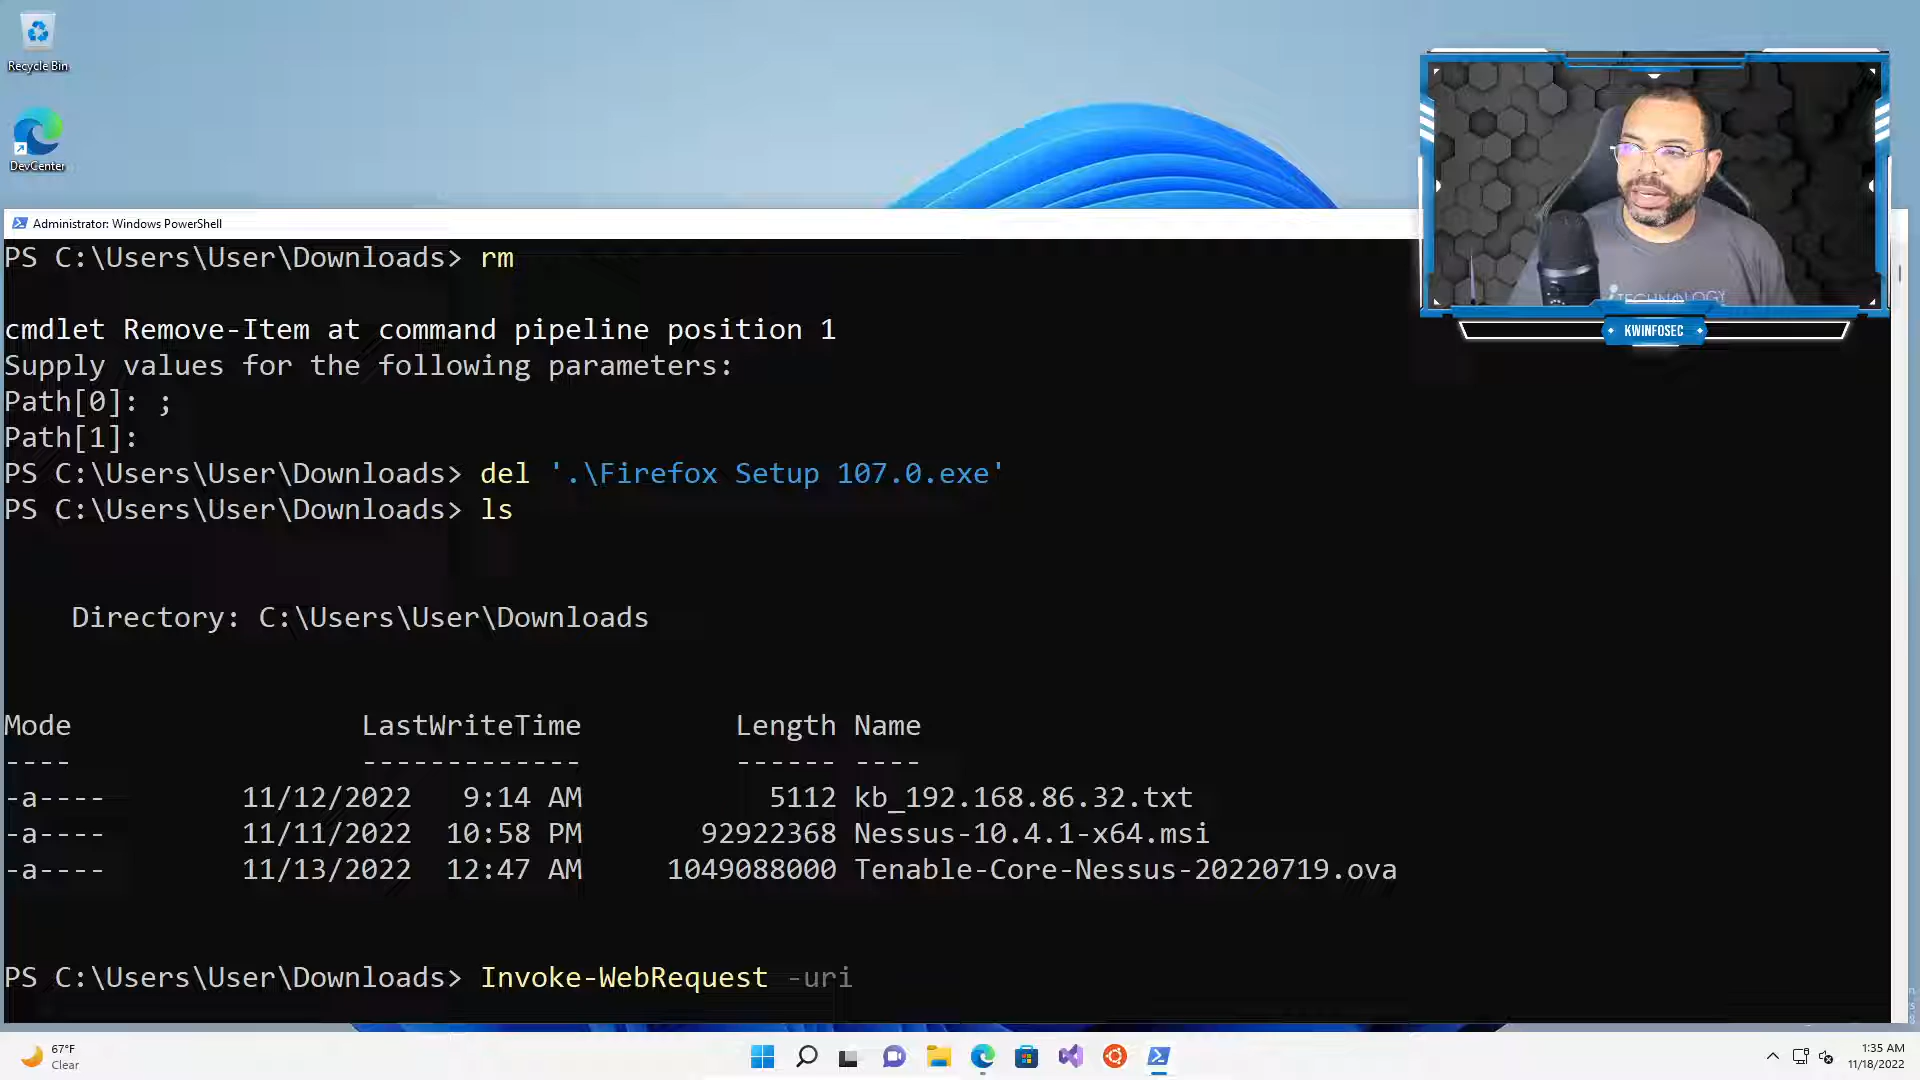 Recycle Bin
DevCenter
Administrator: Windows PowerShell
PS C:\Users\User\Downloads> rm
cmdlet Remove-Item at command pipeline position 1
Supply values for the following parameters:
Path[0]: ;
Path[1]:
PS C:\Users\User\Downloads> del '.\Firefox Setup 107.0.exe'
PS C:\Users\User\Downloads> ls
Directory: C:\Users\User\Downloads
Mode LastWriteTime Length Name
---- ------------- ------ ----
-a---- 11/12/2022 9:14 AM 5112 kb_192.168.86.32.txt
-a---- 11/11/2022 10:58 PM 92922368 Nessus-10.4.1-x64.msi
-a---- 11/13/2022 12:47 AM 1049088000 Tenable-Core-Nessus-20220719.ova
PS C:\Users\User\Downloads> Invoke-WebRequest -uri
TECHNOLOGY
KWINFOSEC
67°F
Clear
1:35 AM
11/18/2022